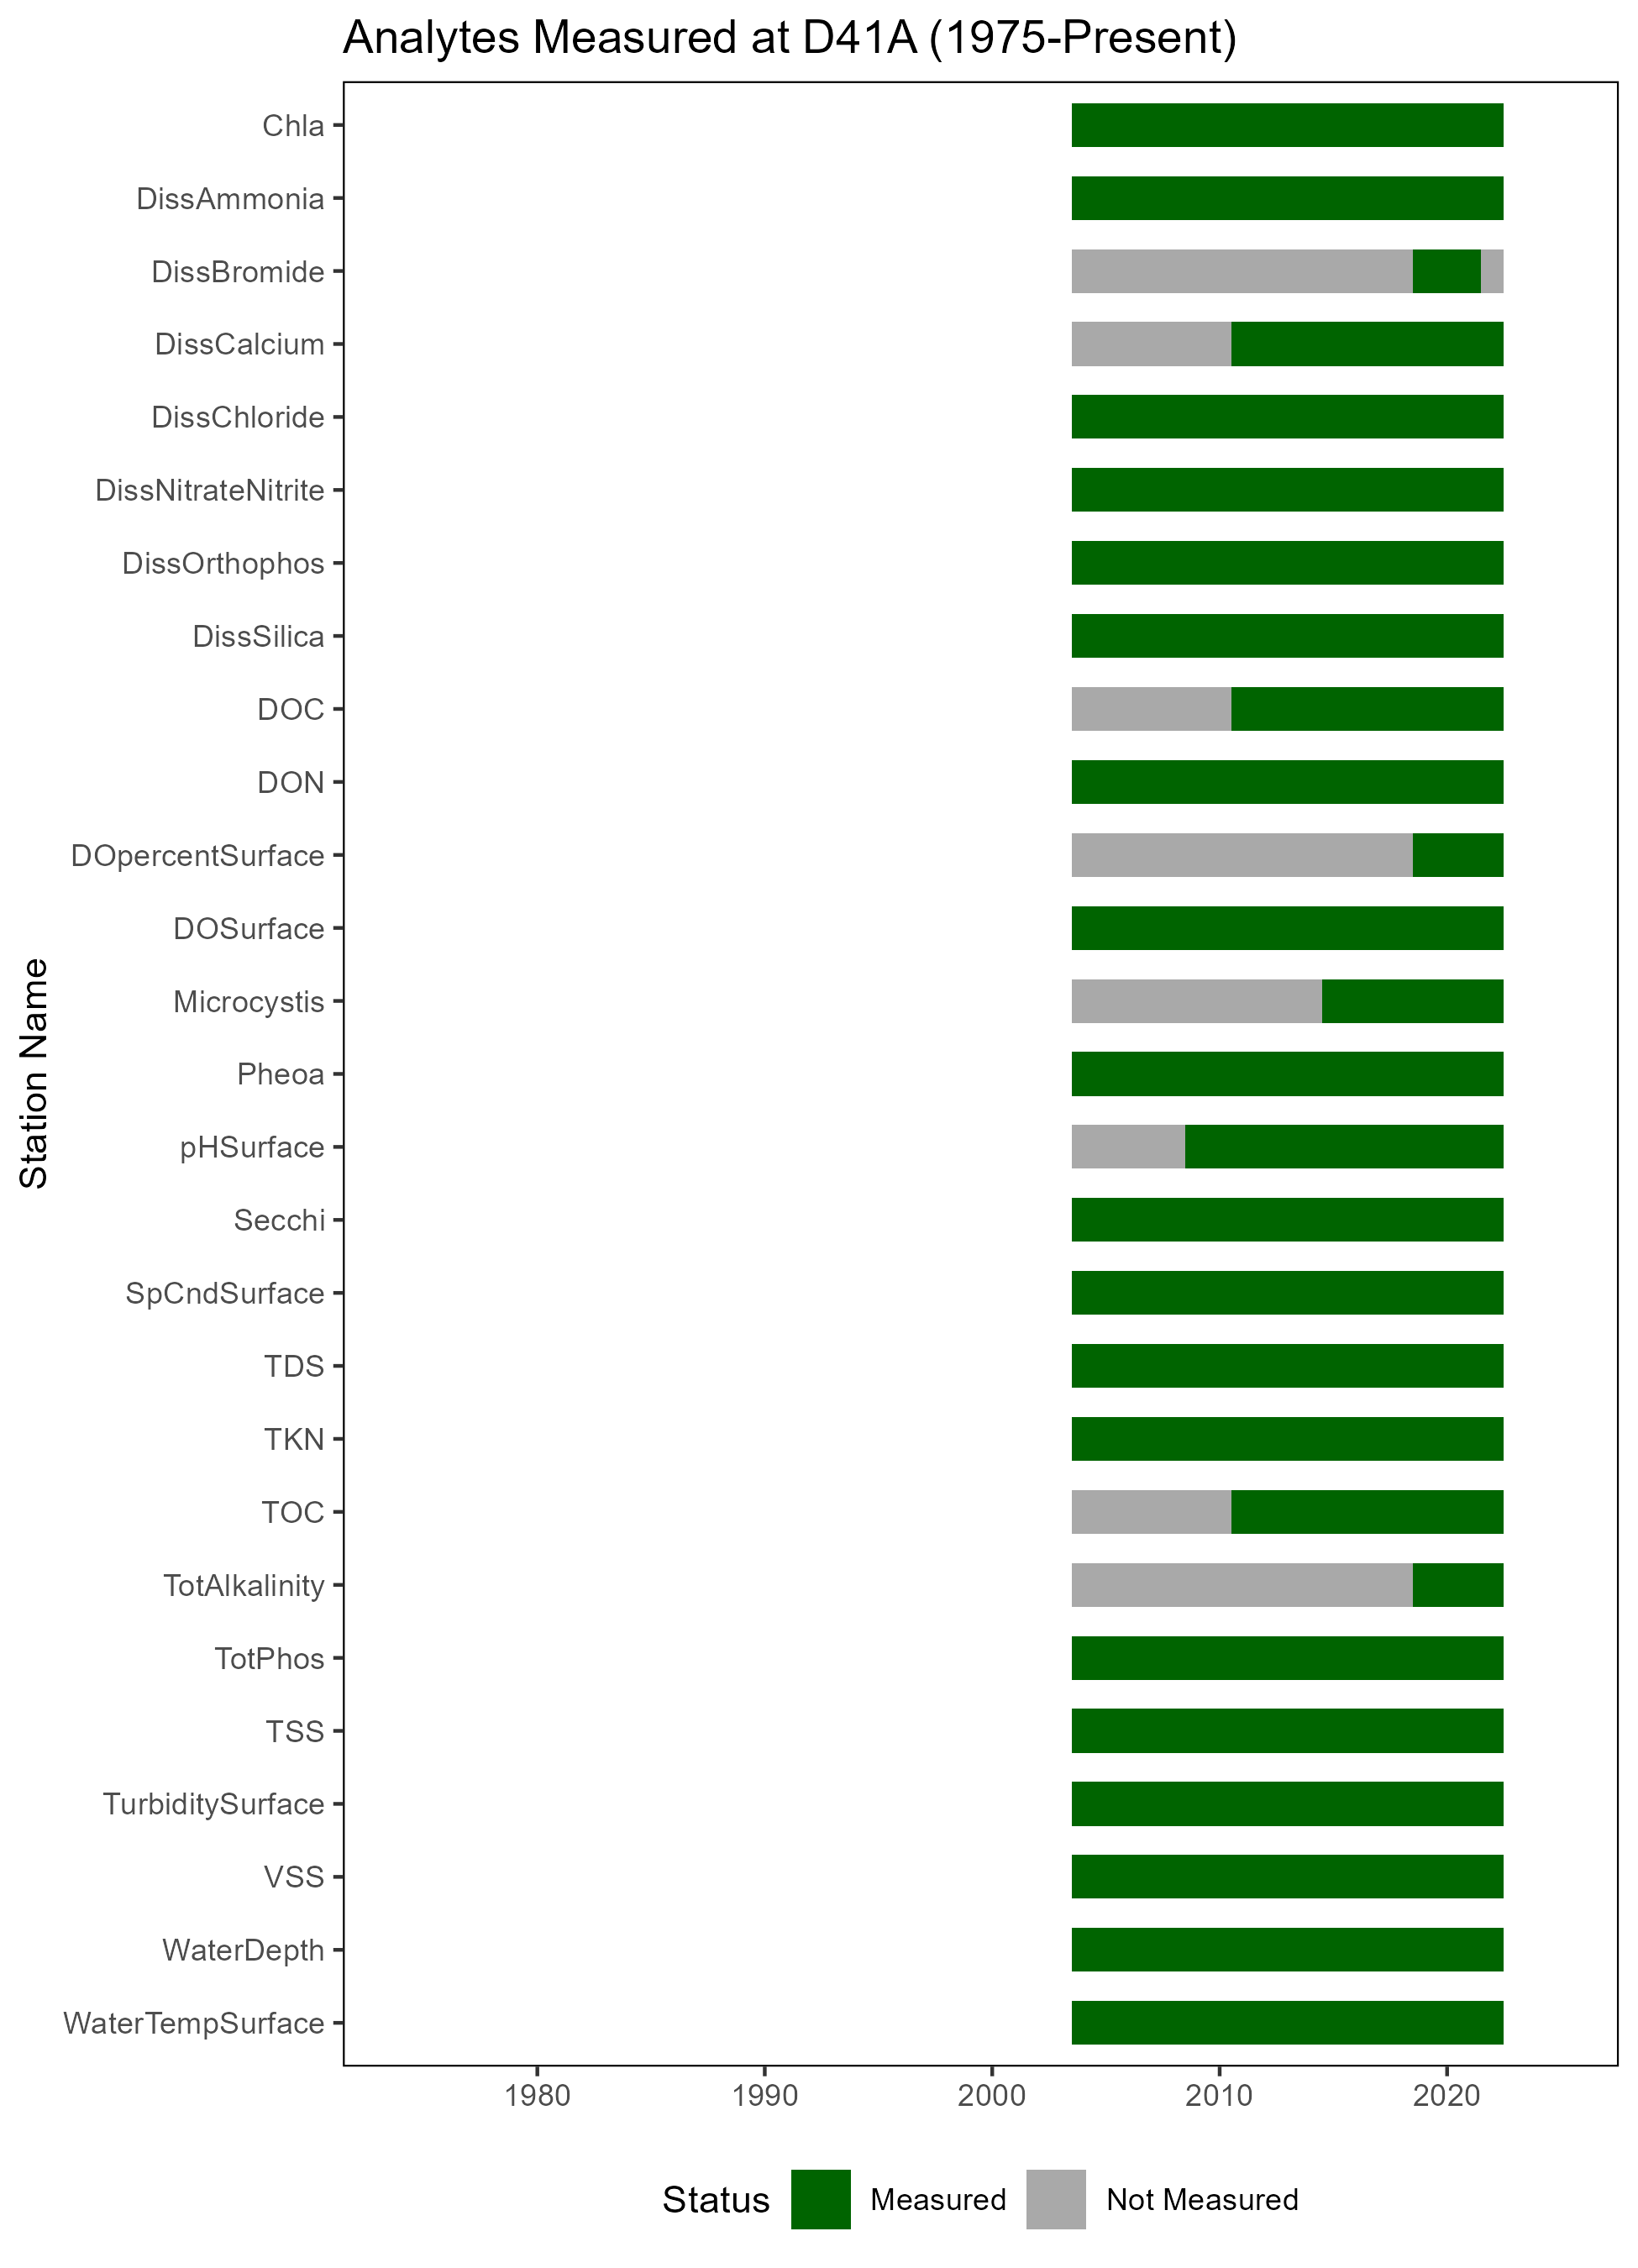 Analytes Measured at D41A (1975-Present)
Station Name
Chla
DissAmmonia
DissBromide
DissCalcium
DissChloride
DissNitrateNitrite
DissOrthophos
DissSilica
DOC
DON
DOpercentSurface
DOSurface
Microcystis
Pheoa
pHSurface
Secchi
SpCndSurface
TDS
TKN
TOC
TotAlkalinity
TotPhos
TSS
TurbiditySurface
VSS
WaterDepth
WaterTempSurface
1980 1990 2000 2010 2020
Status Measured Not Measured